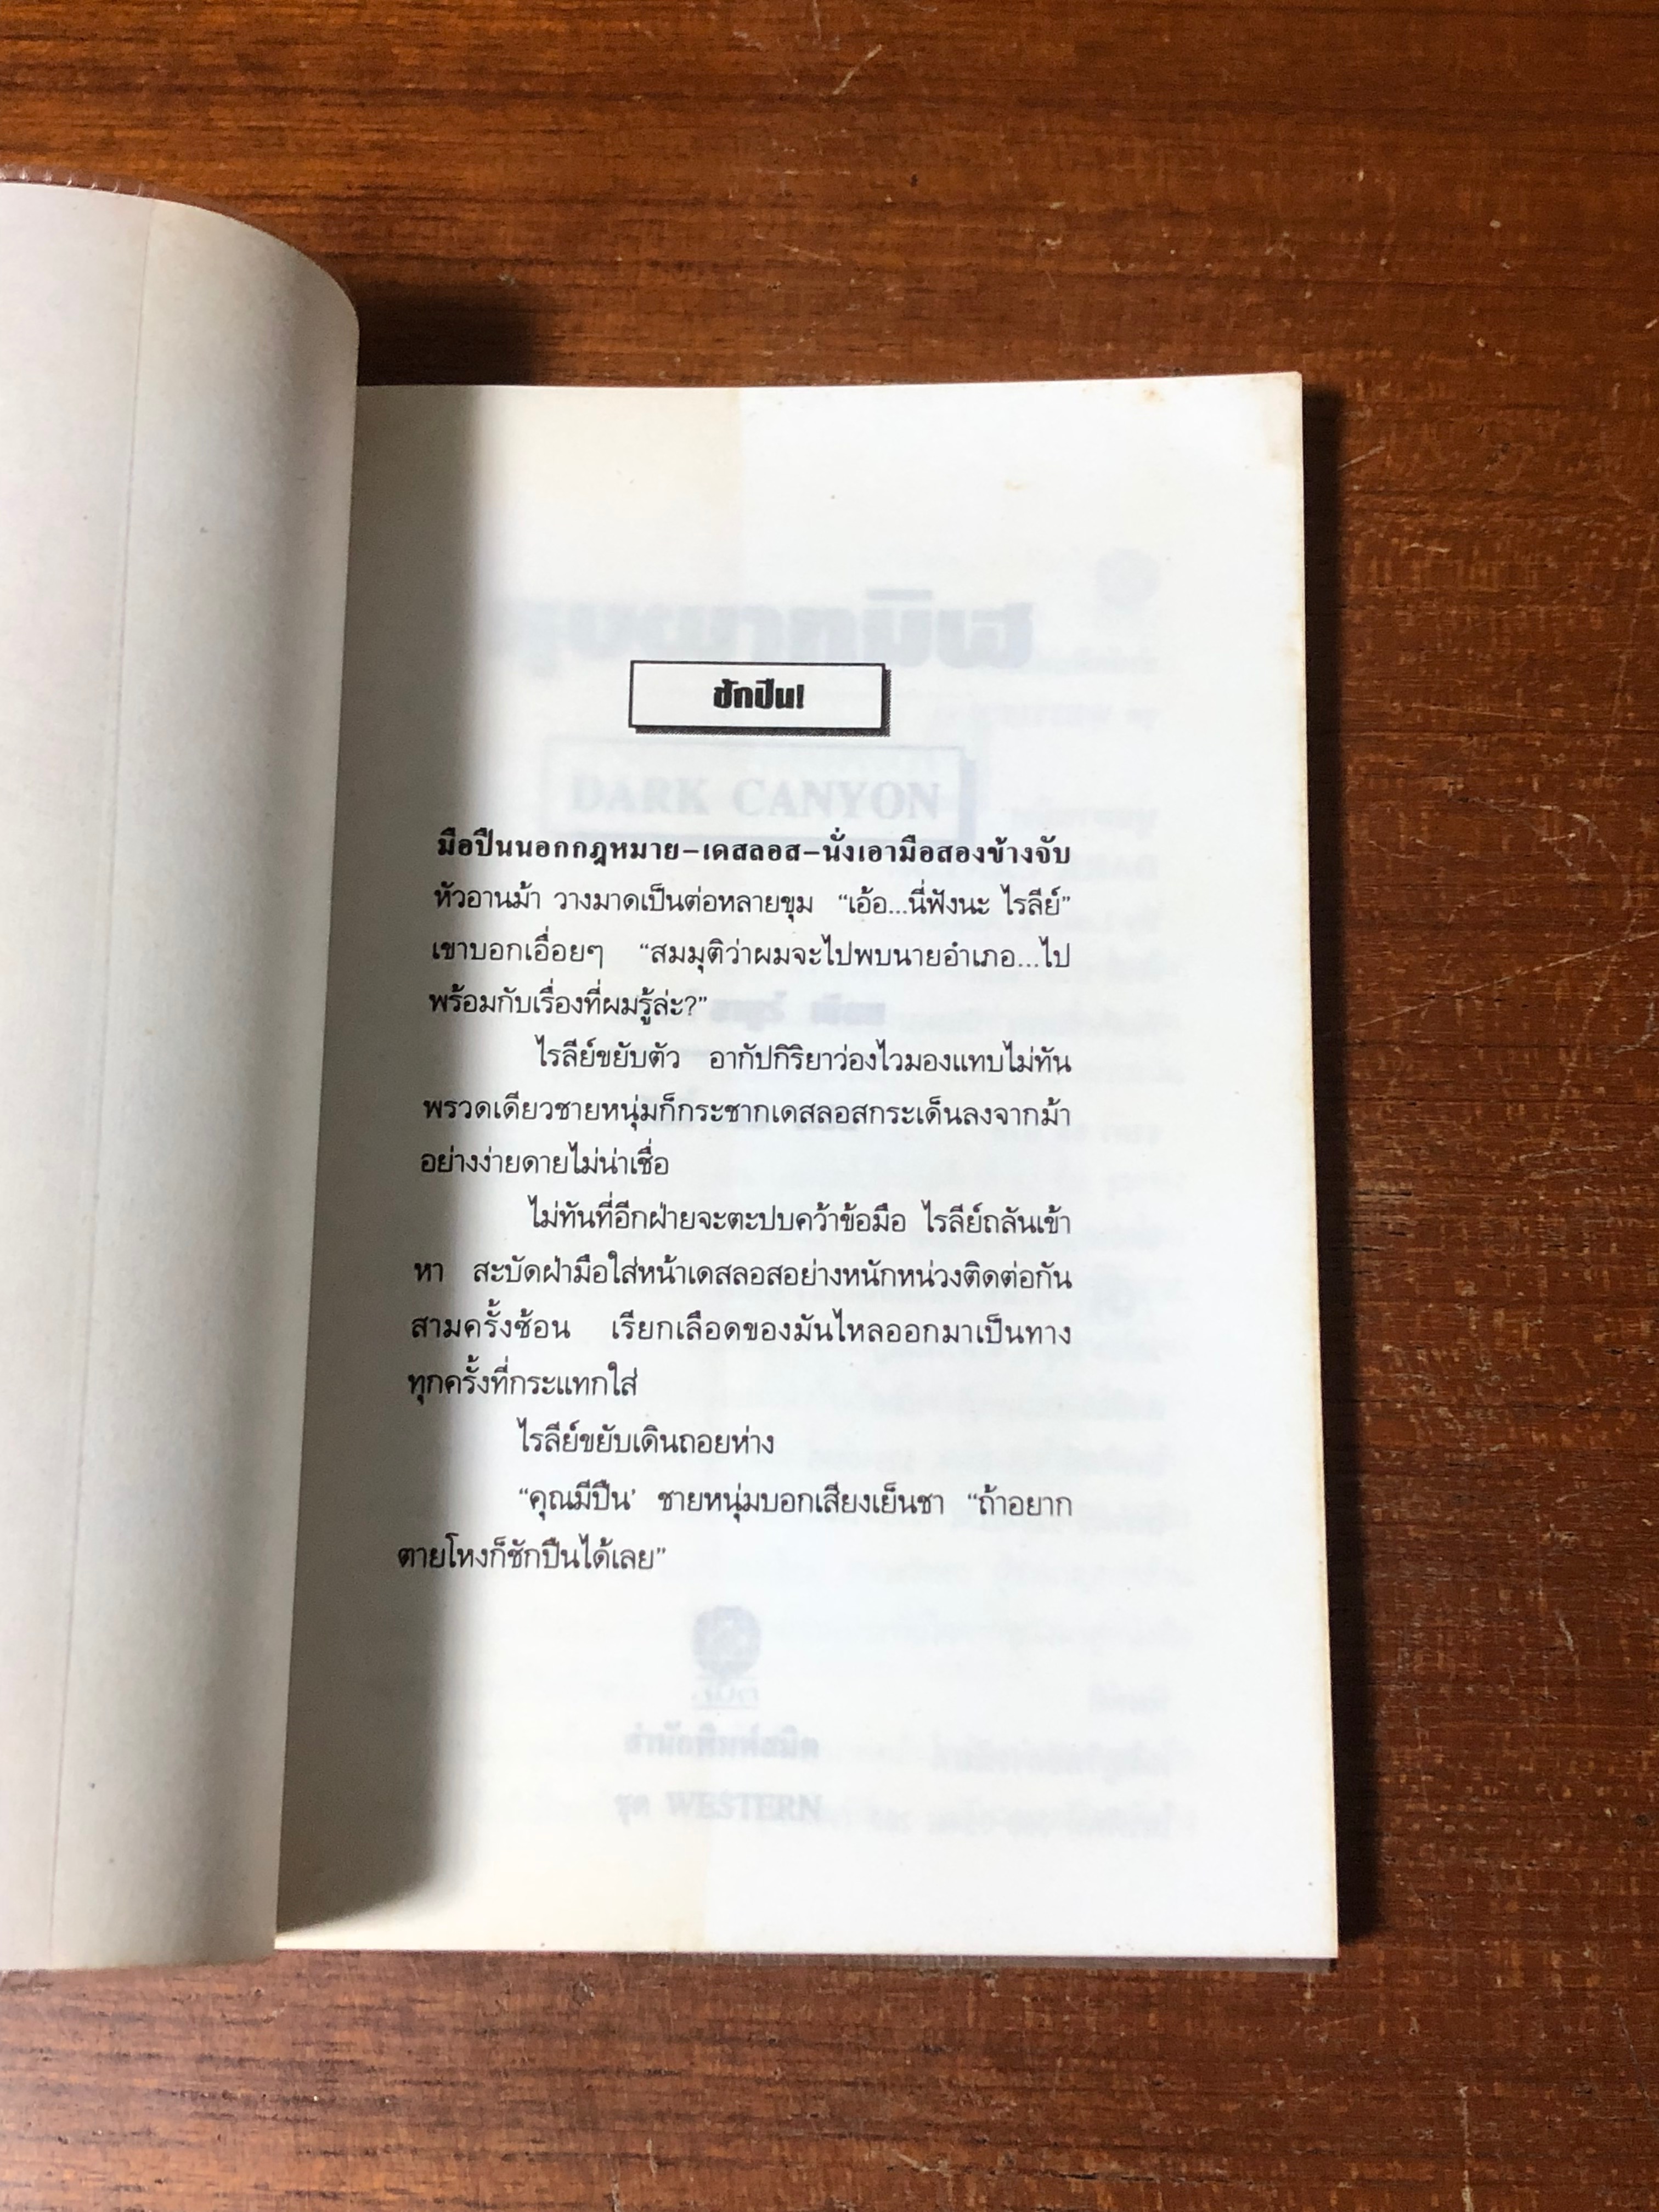 ชักปืน!
มือปืนนอกกฎหมาย–เดสลอส–นั่งเอามือสองข้างจับ
หัวอานม้า วางมาดเป็นต่อหลายขุม “เอ้อ...นี่ฟังนะ ไรลีย์”
เขาบอกเอื่อยๆ “สมมุติว่าผมจะไปพบนายอำเภอ...ไป
พร้อมกับเรื่องที่ผมรู้ล่ะ?”
ไรลีย์ขยับตัว อากัปกิริยาว่องไวมองแทบไม่ทัน
พรวดเดียวชายหนุ่มก็กระชากเดสลอสกระเด็นลงจากม้า
อย่างง่ายดายไม่น่าเชื่อ
ไม่ทันที่อีกฝ่ายจะตะปบคว้าข้อมือ ไรลีย์ถลันเข้า
หา สะบัดฝ่ามือใส่หน้าเดสลอสอย่างหนักหน่วงติดต่อกัน
สามครั้งซ้อน เรียกเลือดของมันไหลออกมาเป็นทาง
ทุกครั้งที่กระแทกใส่
ไรลีย์ขยับเดินถอยห่าง
“คุณมีปืน’ ชายหนุ่มบอกเสียงเย็นชา “ถ้าอยาก
ตายโหงก็ชักปืนได้เลย”
DARK CANYON
ชุด WESTERN